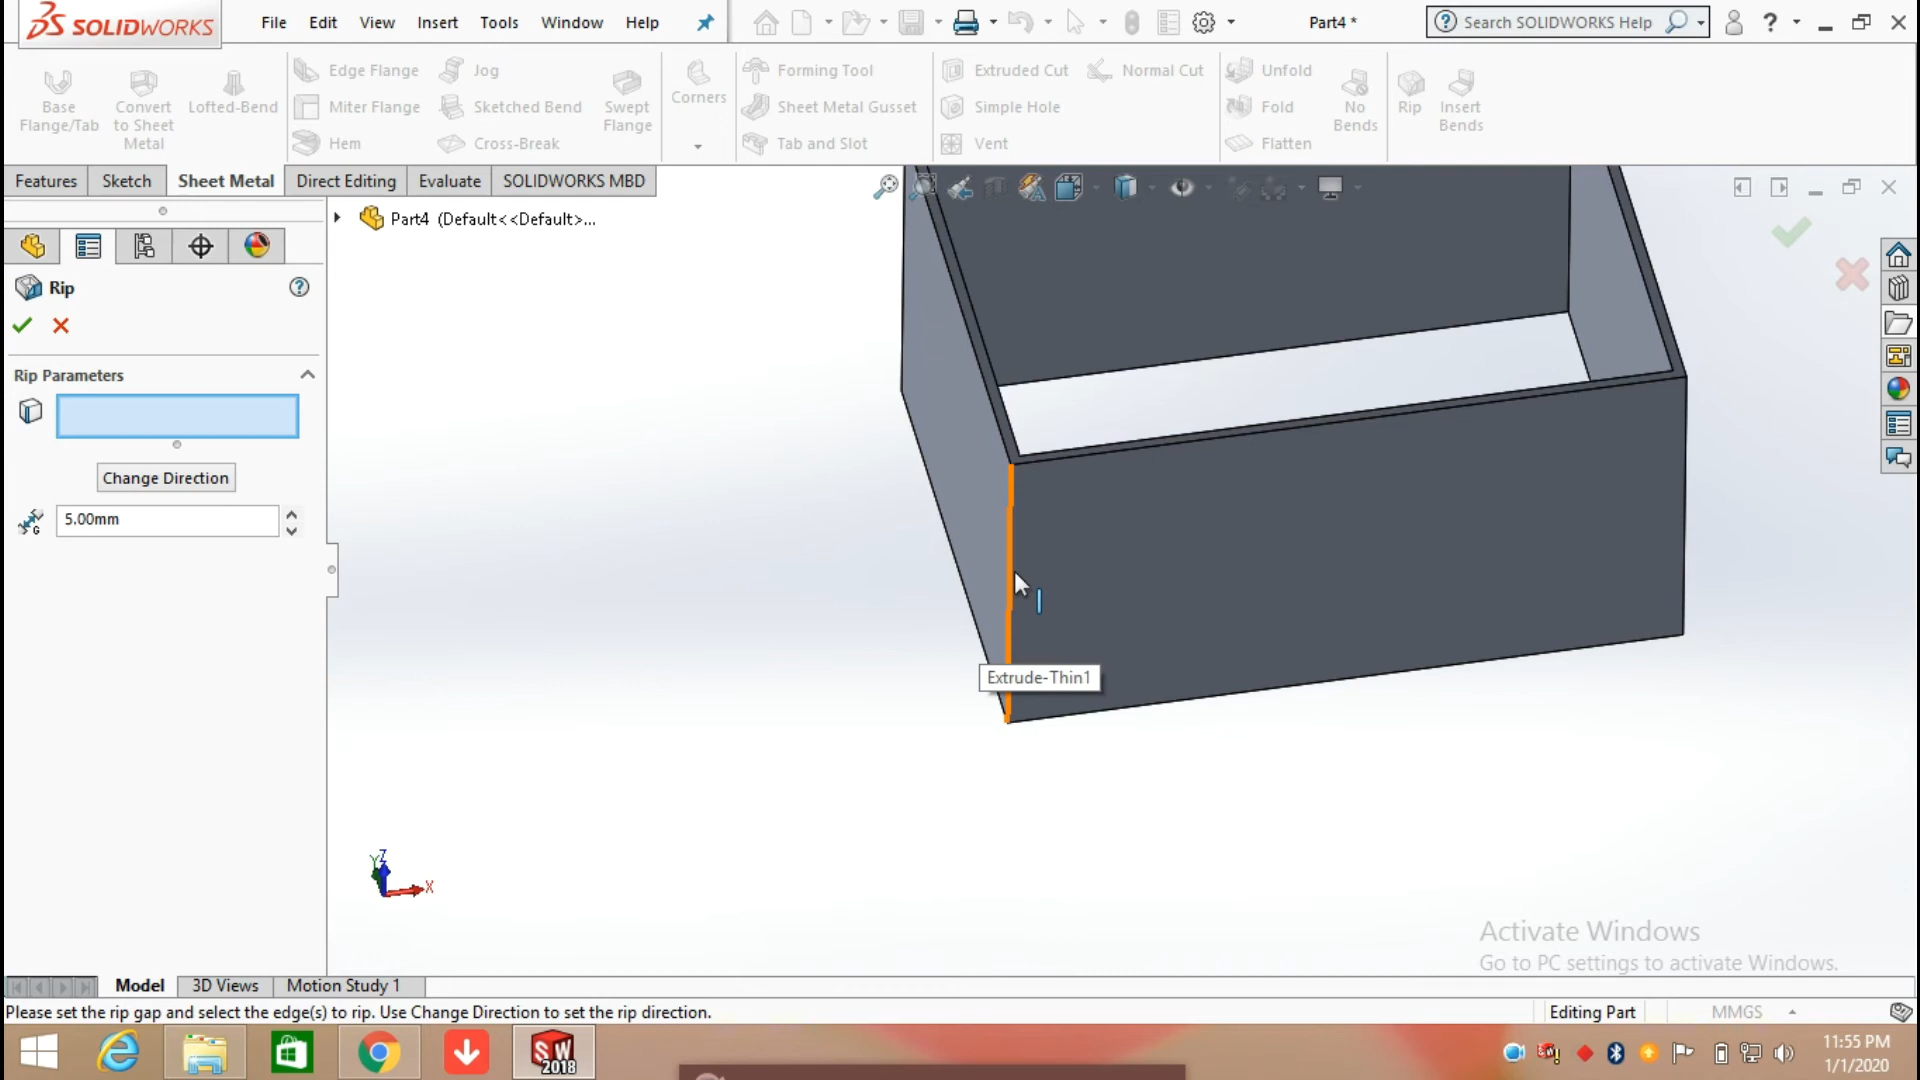 SOLIDWORKS File Edit View Insert Tools Window Help Part4 * Search SOLIDWORKS Help ?
Base Flange/Tab
Convert to Sheet Metal
Lofted-Bend
Edge Flange
Miter Flange
Hem
Jog
Sketched Bend
Cross-Break
Swept Flange
Corners
Forming Tool
Sheet Metal Gusset
Tab and Slot
Extruded Cut
Simple Hole
Vent
Normal Cut
Unfold
Fold
Flatten
No Bends
Rip
Insert Bends
Features Sketch Sheet Metal Direct Editing Evaluate SOLIDWORKS MBD
Part4 (Default<<Default>...
Rip
Rip Parameters
Change Direction
5.00mm
Extrude-Thin1
Z
Y
X
Activate Windows
Go to PC settings to activate Windows.
Model 3D Views Motion Study 1
Please set the rip gap and select the edge(s) to rip. Use Change Direction to set the rip direction. Editing Part MMGS
SW 2018
11:55 PM
1/1/2020